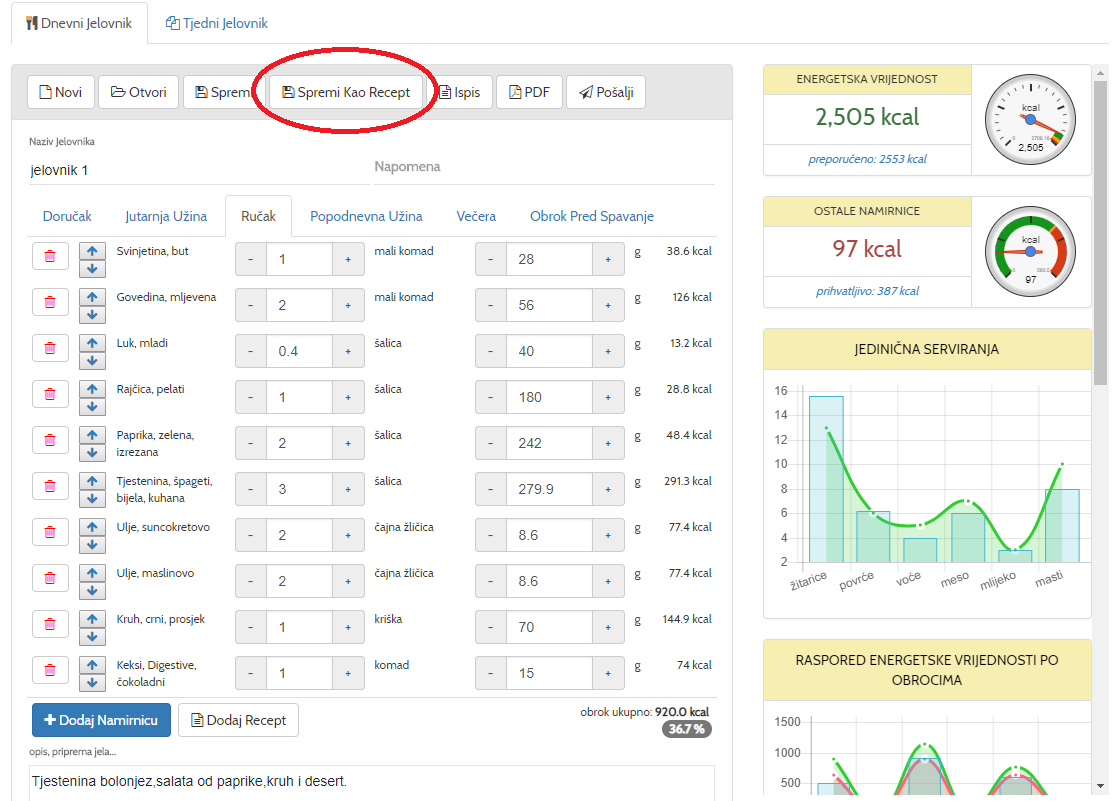 Dnevni Jelovnik Tjedni Jelovnik
Novi Otvori Spremi Spremi Kao Recept Ispis PDF Pošalji
Naziv Jelovnika
jelovnik 1 Napomena
Doručak Jutarnja Užina Ručak Popodnevna Užina Večera Obrok Pred Spavanje
Svinjetina, but - 1 + mali komad - 28 + g 38.6 kcal
Govedina, mljevena - 2 + mali komad - 56 + g 126 kcal
Luk, mladi - 0.4 + šalica - 40 + g 13.2 kcal
Rajčica, pelati - 1 + šalica - 180 + g 28.8 kcal
Paprika, zelena,
izrezana - 2 + šalica - 242 + g 48.4 kcal
Tjestenina, špageti,
bijela, kuhana - 3 + šalica - 279.9 + g 291.3 kcal
Ulje, suncokretovo - 2 + čajna žličica - 8.6 + g 77.4 kcal
Ulje, maslinovo - 2 + čajna žličica - 8.6 + g 77.4 kcal
Kruh, crni, prosjek - 1 + kriška - 70 + g 144.9 kcal
Keksi, Digestive,
čokoladni - 1 + komad - 15 + g 74 kcal
Dodaj Namirnicu Dodaj Recept
obrok ukupno: 920.0 kcal
36.7 %
opis, priprema jela...
Tjestenina bolonjez,salata od paprike,kruh i desert.
ENERGETSKA VRIJEDNOST
2,505 kcal
preporučeno: 2553 kcal
kcal
0
2,505
OSTALE NAMIRNICE
97 kcal
prihvatljivo: 387 kcal
kcal
0
97
JEDINIČNA SERVIRANJA
16
14
12
10
8
6
4
2
žitarice povrće voće meso mlijeko masti
RASPORED ENERGETSKE VRIJEDNOSTI PO
OBROCIMA
1500
1000
500